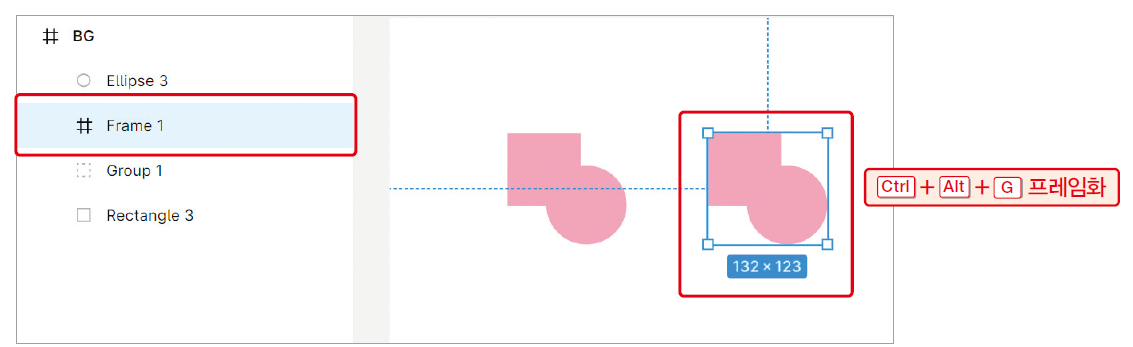 BG
Ellipse 3
Frame 1
Group 1
Rectangle 3
132 × 123
Ctrl + Alt + G 프레임화